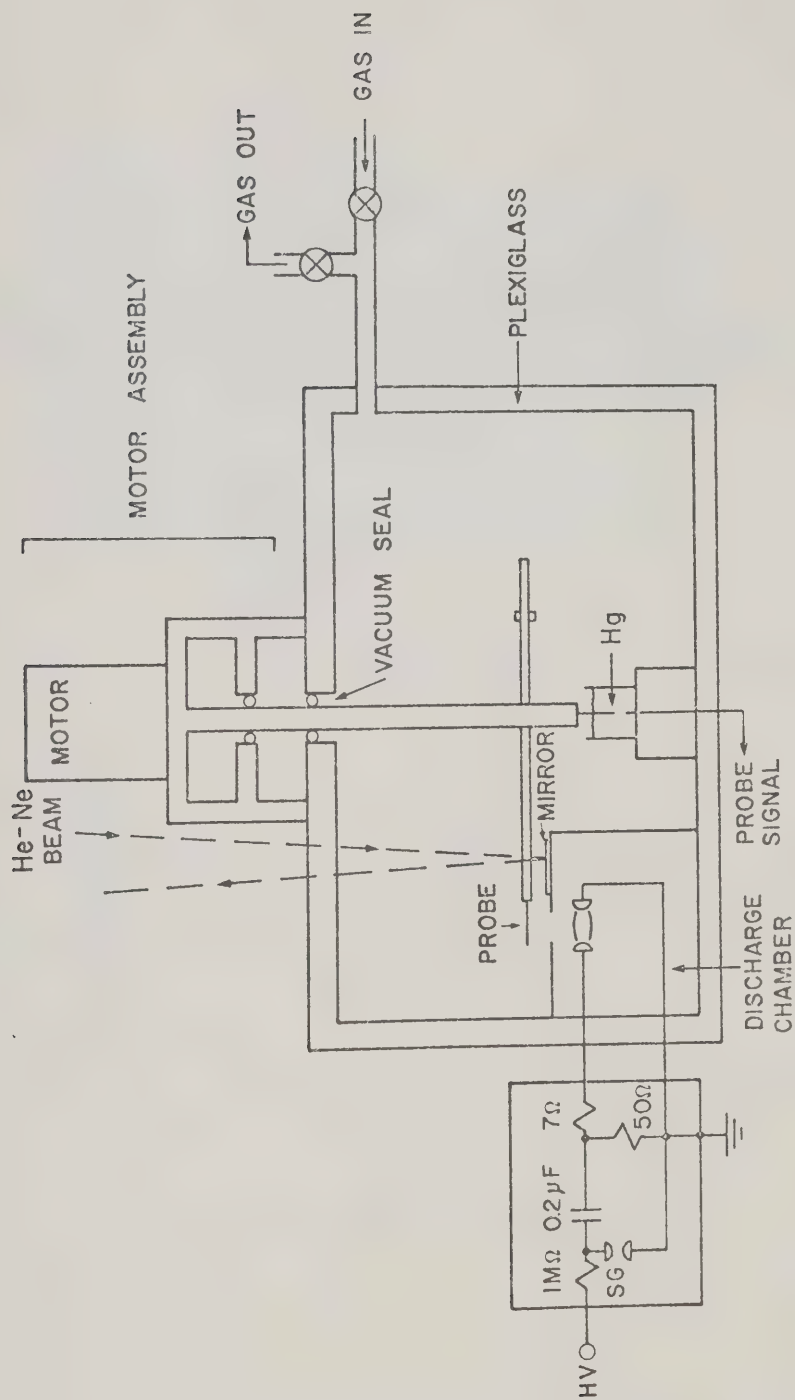 MOTOR ASSEMBLY
GAS OUT
GAS IN
MOTOR
He-Ne
BEAM
VACUUM SEAL
PLEXIGLASS
PROBE
MIRROR
Hg
HV
1MΩ
0.2μF
7Ω
SG
50Ω
DISCHARGE
CHAMBER
PROBE
SIGNAL